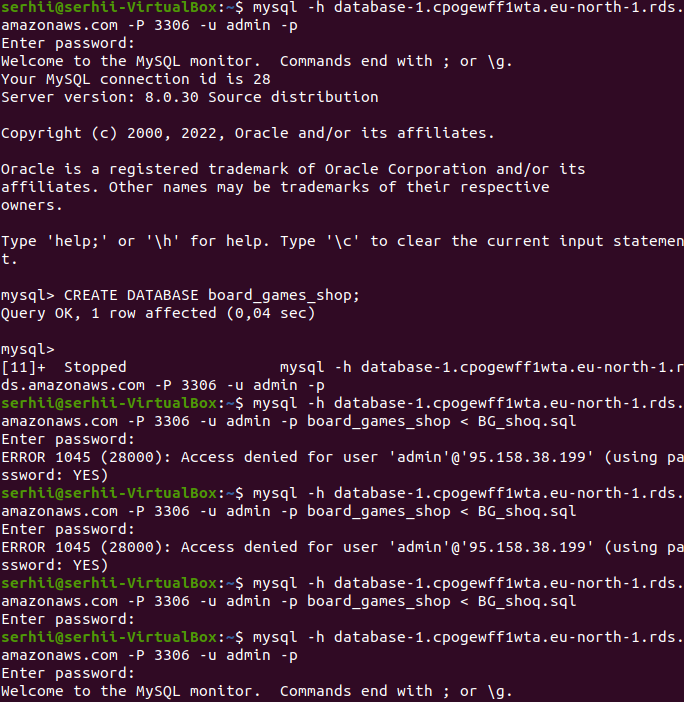 serhii@serhii-VirtualBox:~$ mysql -h database-1.cpogewff1wta.eu-north-1.rds.
amazonaws.com -P 3306 -u admin -p
Enter password:
Welcome to the MySQL monitor.  Commands end with ; or \g.
Your MySQL connection id is 28
Server version: 8.0.30 Source distribution

Copyright (c) 2000, 2022, Oracle and/or its affiliates.

Oracle is a registered trademark of Oracle Corporation and/or its
affiliates. Other names may be trademarks of their respective
owners.

Type 'help;' or '\h' for help. Type '\c' to clear the current input statemen
t.

mysql> CREATE DATABASE board_games_shop;
Query OK, 1 row affected (0,04 sec)

mysql>
[11]+  Stopped                 mysql -h database-1.cpogewff1wta.eu-north-1.r
ds.amazonaws.com -P 3306 -u admin -p
serhii@serhii-VirtualBox:~$ mysql -h database-1.cpogewff1wta.eu-north-1.rds.
amazonaws.com -P 3306 -u admin -p board_games_shop < BG_shoq.sql
Enter password:
ERROR 1045 (28000): Access denied for user 'admin'@'95.158.38.199' (using pa
ssword: YES)
serhii@serhii-VirtualBox:~$ mysql -h database-1.cpogewff1wta.eu-north-1.rds.
amazonaws.com -P 3306 -u admin -p board_games_shop < BG_shoq.sql
Enter password:
ERROR 1045 (28000): Access denied for user 'admin'@'95.158.38.199' (using pa
ssword: YES)
serhii@serhii-VirtualBox:~$ mysql -h database-1.cpogewff1wta.eu-north-1.rds.
amazonaws.com -P 3306 -u admin -p board_games_shop < BG_shoq.sql
Enter password:
serhii@serhii-VirtualBox:~$ mysql -h database-1.cpogewff1wta.eu-north-1.rds.
amazonaws.com -P 3306 -u admin -p
Enter password:
Welcome to the MySQL monitor.  Commands end with ; or \g.